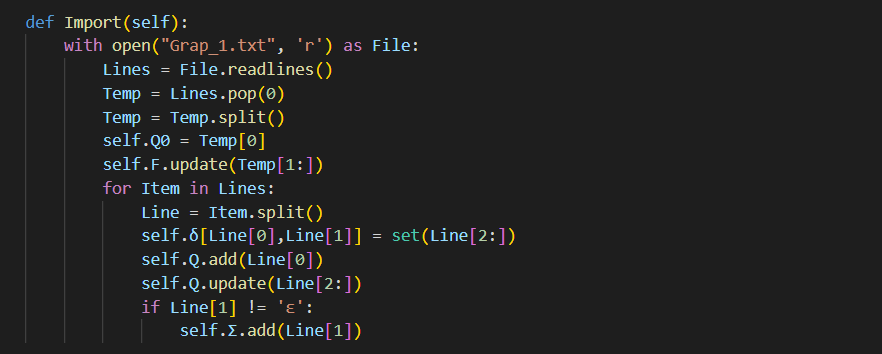 def Import(self):
    with open("Grap_1.txt", 'r') as File:
        Lines = File.readlines()
        Temp = Lines.pop(0)
        Temp = Temp.split()
        self.Q0 = Temp[0]
        self.F.update(Temp[1:])
        for Item in Lines:
            Line = Item.split()
            self.δ[Line[0],Line[1]] = set(Line[2:])
            self.Q.add(Line[0])
            self.Q.update(Line[2:])
            if Line[1] != 'ε':
                self.Σ.add(Line[1])